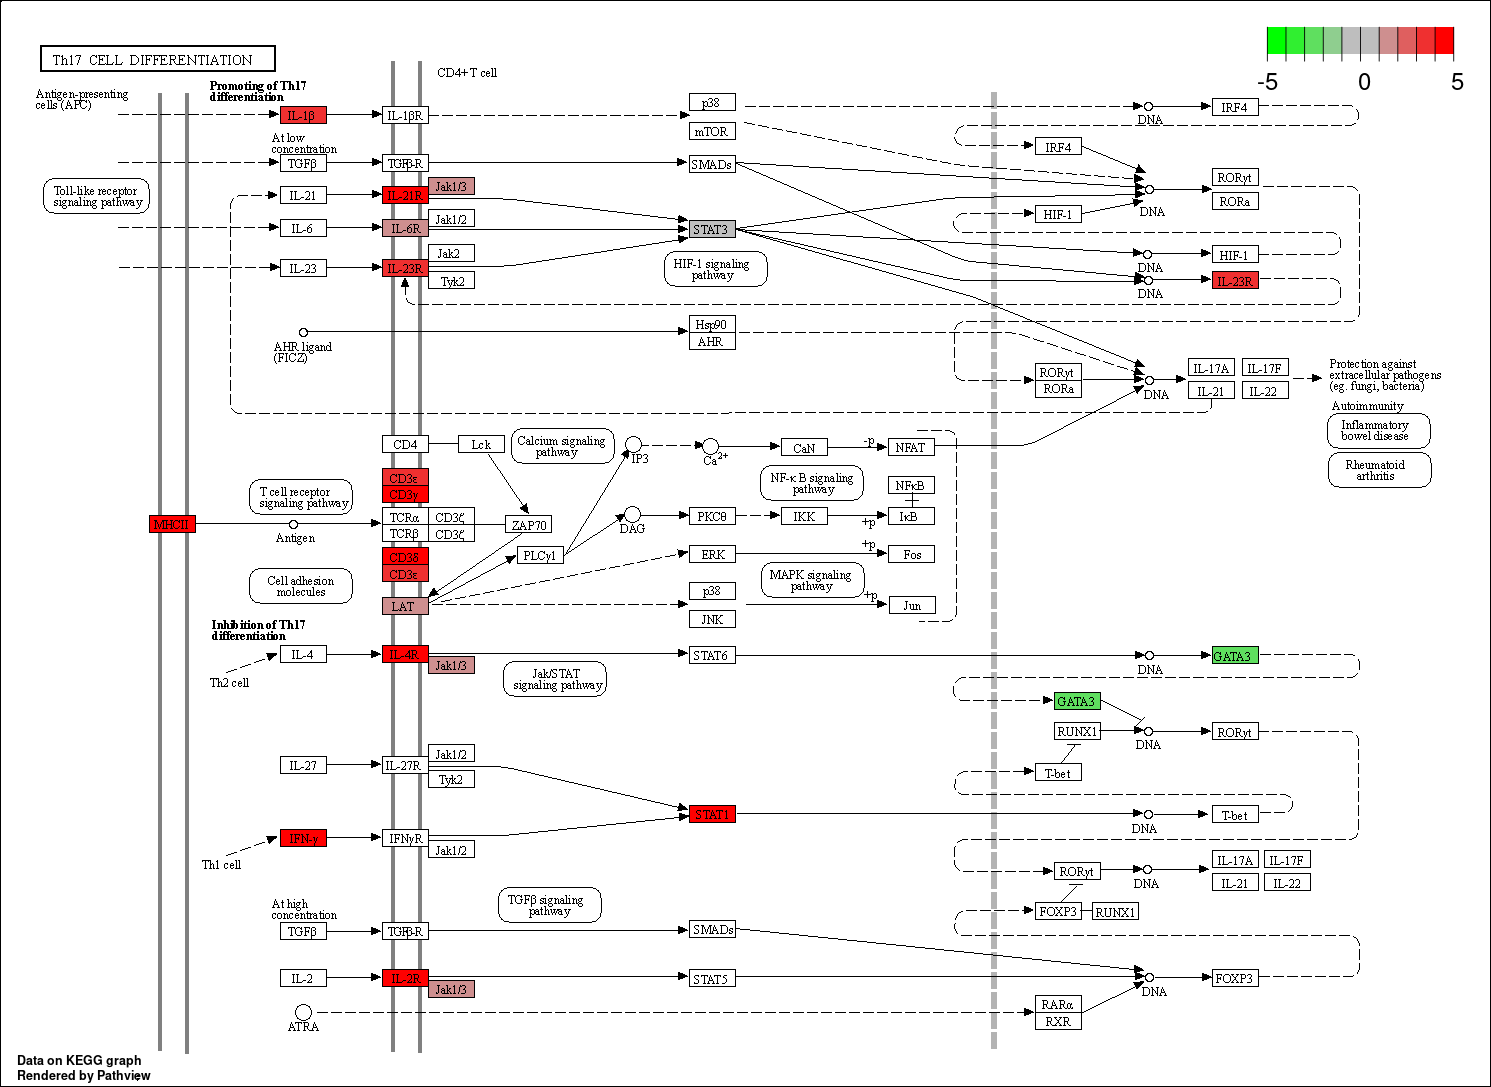 Th17 CELL DIFFERENTIATION
-5
0
5
CD4+ T cell
Antigen-presenting
cells (APC)
Promoting of Th17
differentiation
IL-1β
IL-1βR
p38
mTOR
DNA
IRF4
IRF4
At low
concentration
TGFβ
TGFβ-R
SMADs
RORγt
RORa
DNA
Toll-like receptor
signaling pathway
IL-21
IL-21R
Jak1/3
IL-6
IL-6R
Jak1/2
STAT3
HIF-1
IL-23
IL-23R
Jak2
Tyk2
HIF-1 signaling
pathway
DNA
HIF-1
DNA
IL-23R
AHR ligand
(FICZ)
Hsp90
AHR
RORγt
RORa
DNA
IL-17A
IL-17F
IL-21
IL-22
Protection against
extracellular pathogens
(eg. fungi, bacteria)
Autoimmunity
Inflammatory
bowel disease
Rheumatoid
arthritis
CD4
Lck
Calcium signaling
pathway
IP3
Ca2+
CaN
-p
NFAT
CD3ε
CD3γ
T cell receptor
signaling pathway
NF-κB signaling
pathway
NFκB
MHCII
Antigen
TCRα
CD3ζ
TCRβ
CD3ζ
ZAP70
DAG
PKCθ
IKK
+p
IκB
CD3δ
CD3ε
PLCγ1
ERK
+p
Fos
Cell adhesion
molecules
LAT
MAPK signaling
pathway
p38
JNK
+p
Jun
Inhibition of Th17
differentiation
IL-4
IL-4R
Jak1/3
Th2 cell
Jak/STAT
signaling pathway
STAT6
DNA
GATA3
GATA3
RUNX1
DNA
RORγt
T-bet
IL-27
IL-27R
Jak1/2
Tyk2
STAT1
DNA
T-bet
IFN-γ
IFNγR
Jak1/2
Th1 cell
RORγt
DNA
IL-17A
IL-17F
IL-21
IL-22
FOXP3
RUNX1
At high
concentration
TGFβ
TGFβ-R
TGFβ signaling
pathway
SMADs
IL-2
IL-2R
Jak1/3
STAT5
DNA
FOXP3
ATRA
RARα
RXR
Data on KEGG graph
Rendered by Pathview